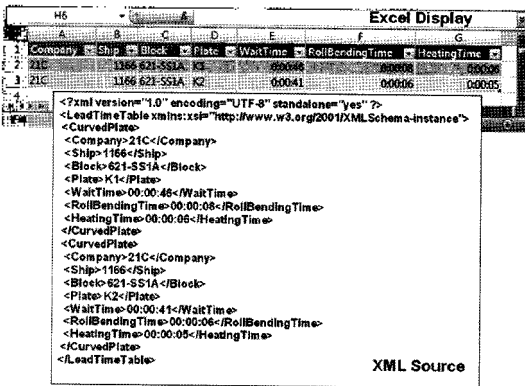 H6
Excel Display
A B C D E F G
1 Company Ship Block Plate WaitTime RollBendingTime HeatingTime
2 21C 1166 621-SS1A K1 0:00:46 0:00:08 0:00:06
3 21C 1166 621-SS1A K2 0:00:41 0:00:06 0:00:05
4
<?xml version="1.0" encoding="UTF-8" standalone="yes" ?>
<LeadTimeTable xmlns:xsi="http://www.w3.org/2001/XMLSchema-instance">
<CurvedPlate>
<Company>21C</Company>
<Ship>1166</Ship>
<Block>621-SS1A</Block>
<Plate>K1</Plate>
<WaitTime>00:00:46</WaitTime>
<RollBendingTime>00:00:08</RollBendingTime>
<HeatingTime>00:00:06</HeatingTime>
</CurvedPlate>
<CurvedPlate>
<Company>21C</Company>
<Ship>1166</Ship>
<Block>621-SS1A</Block>
<Plate>K2</Plate>
<WaitTime>00:00:41</WaitTime>
<RollBendingTime>00:00:06</RollBendingTime>
<HeatingTime>00:00:05</HeatingTime>
</CurvedPlate>
</LeadTimeTable>
XML Source